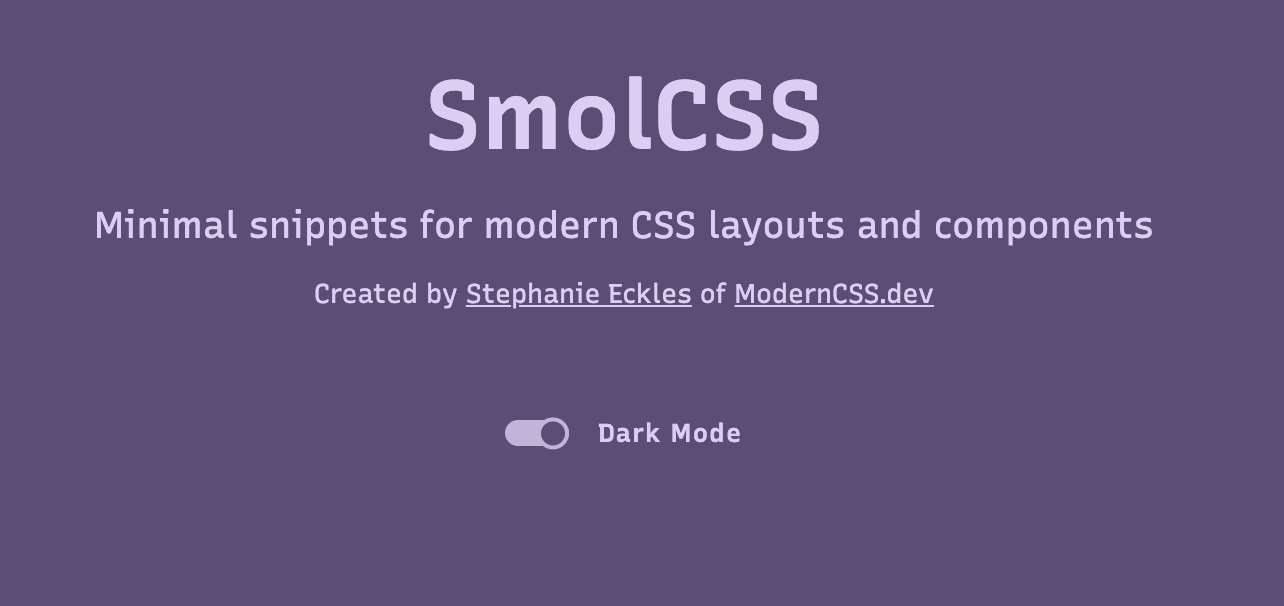 SmolCSS
Minimal snippets for modern CSS layouts and components
Created by Stephanie Eckles of ModernCSS.dev
Dark Mode